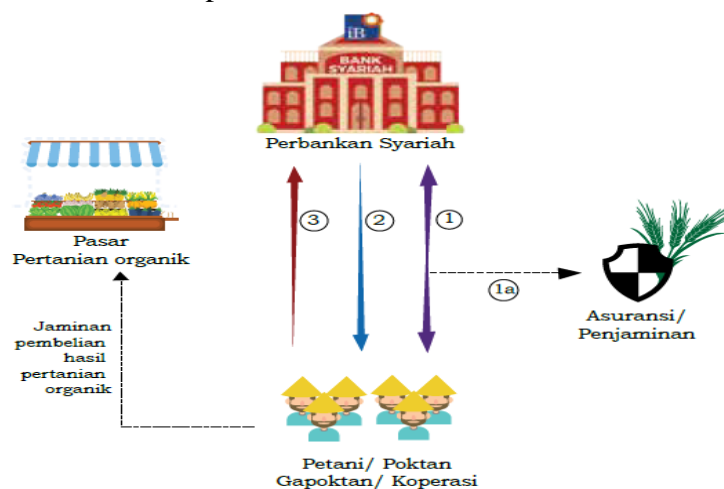 iB
BANK
SYARIAH
Perbankan Syariah
Pasar
Pertanian organik
3
2
1
1a
Asuransi/
Penjaminan
Jaminan
pembelian
hasil
pertanian
organik
Petani/ Poktan
Gapoktan/ Koperasi